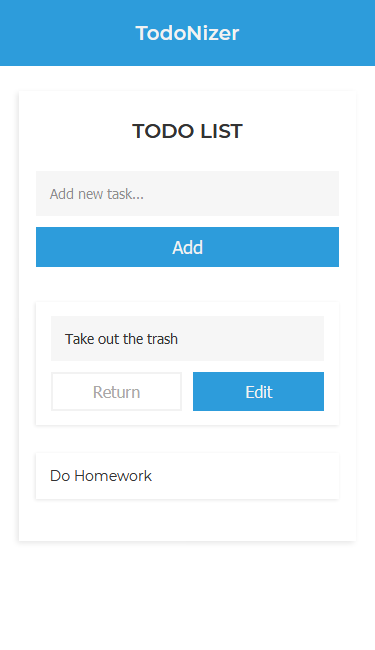 TodoNizer
TODO LIST
Add new task...
Add
Take out the trash
Return Edit
Do Homework